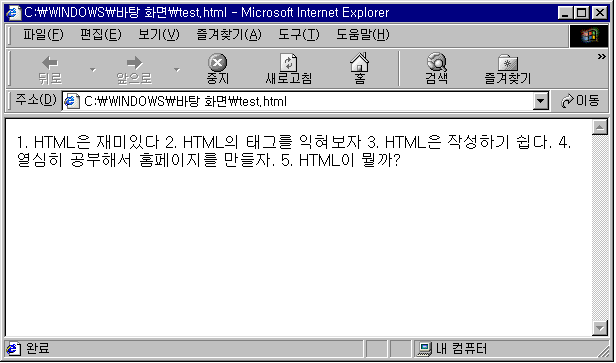 C:₩WINDOWS₩바탕 화면₩test.html - Microsoft Internet Explorer
파일(F) 편집(E) 보기(V) 즐겨찾기(A) 도구(T) 도움말(H)
뒤로 앞으로 중지 새로고침 홈 검색 즐겨찾기 »
주소(D) C:₩WINDOWS₩바탕 화면₩test.html 이동
1. HTML은 재미있다 2. HTML의 태그를 익혀보자 3. HTML은 작성하기 쉽다. 4.
열심히 공부해서 홈페이지를 만들자. 5. HTML이 뭘까?
완료 내 컴퓨터